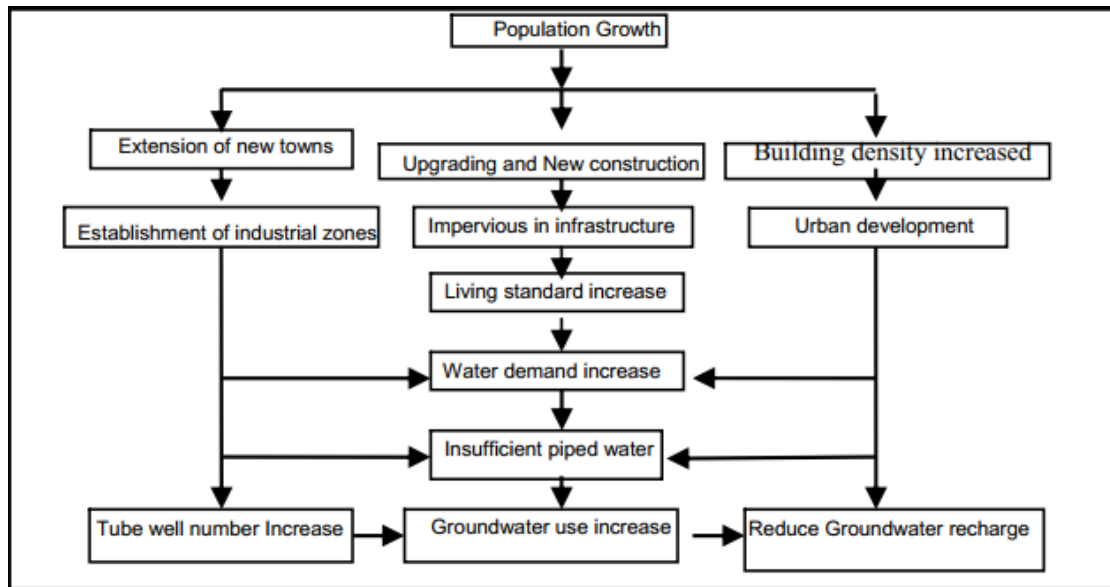 Population Growth
Extension of new towns
Upgrading and New construction
Building density increased
Establishment of industrial zones
Impervious in infrastructure
Urban development
Living standard increase
Water demand increase
Insufficient piped water
Tube well number Increase
Groundwater use increase
Reduce Groundwater recharge